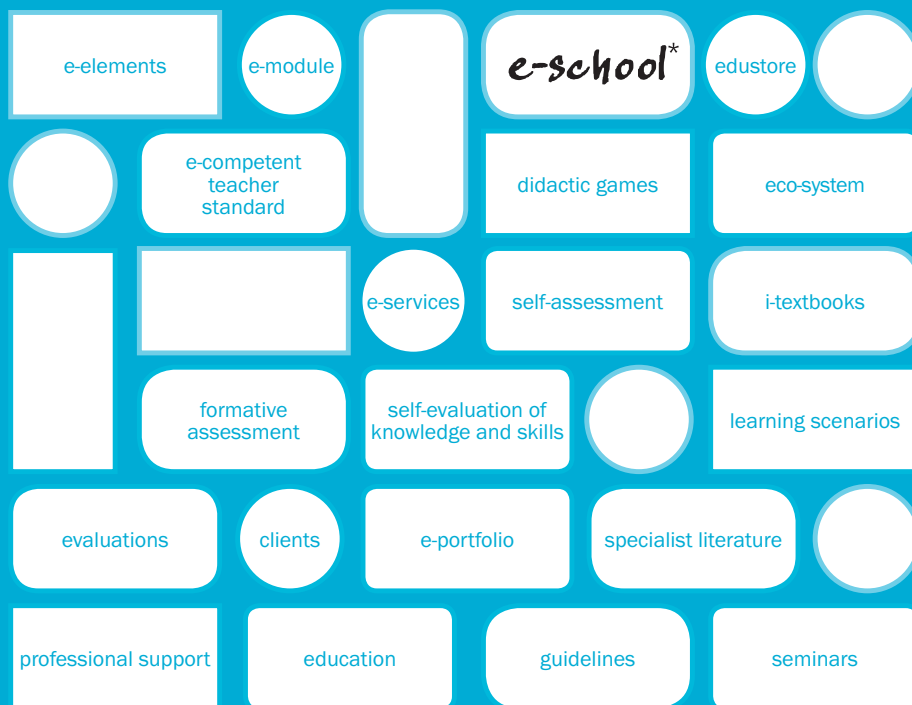 e-elements
e-module
e-school*
edustore
e-competent
teacher
standard
didactic games
eco-system
e-services
self-assessment
i-textbooks
formative
assessment
self-evaluation of
knowledge and skills
learning scenarios
evaluations
clients
e-portfolio
specialist literature
professional support
education
guidelines
seminars